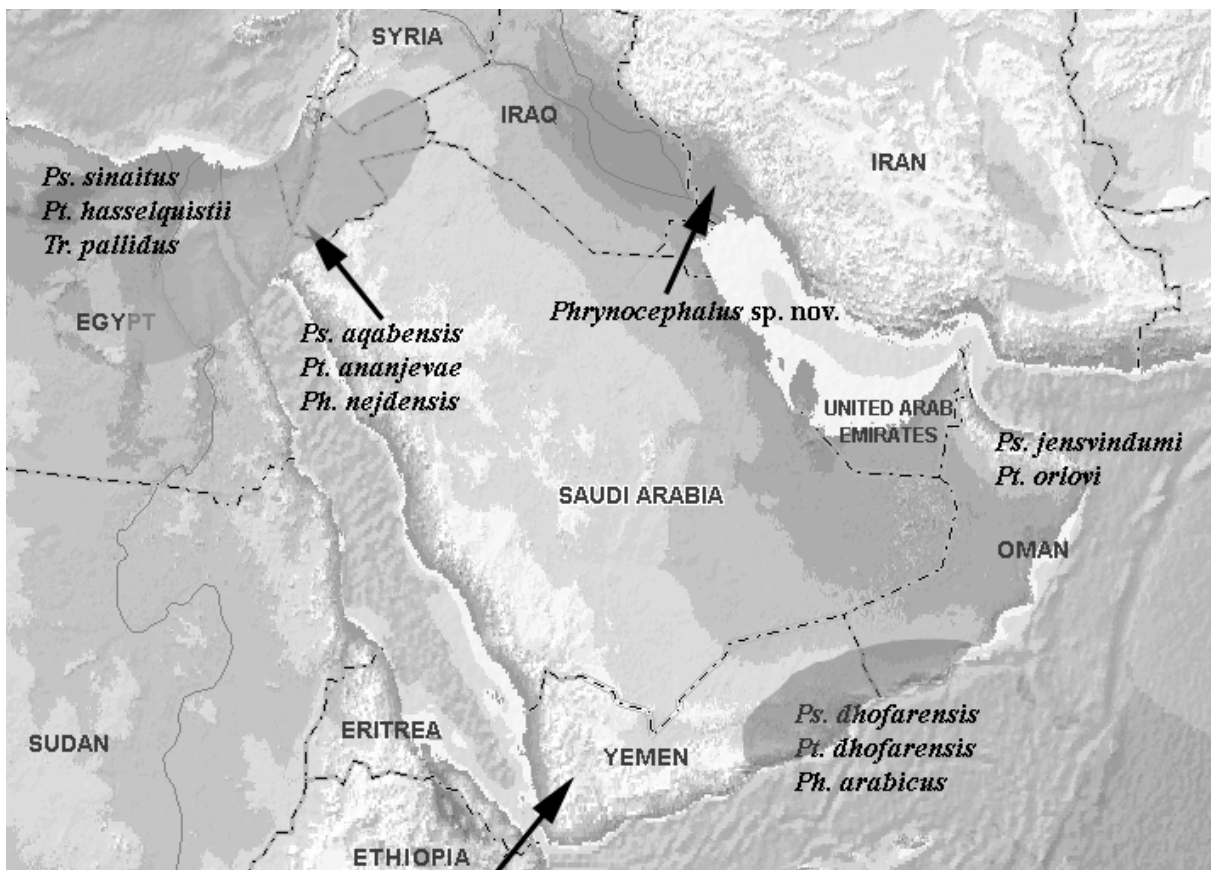 SYRIA
IRAQ
IRAN
Ps. sinaitus
Pt. hasselquistii
Tr. pallidus
EGYPT
Phrynocephalus sp. nov.
Ps. aqabensis
Pt. ananjevae
Ph. nejdensis
UNITED ARAB
EMIRATES
Ps. jensvindumi
Pt. orlovi
SAUDI ARABIA
OMAN
Ps. dhofarensis
Pt. dhofarensis
Ph. arabicus
ERITREA
SUDAN
YEMEN
ETHIOPIA